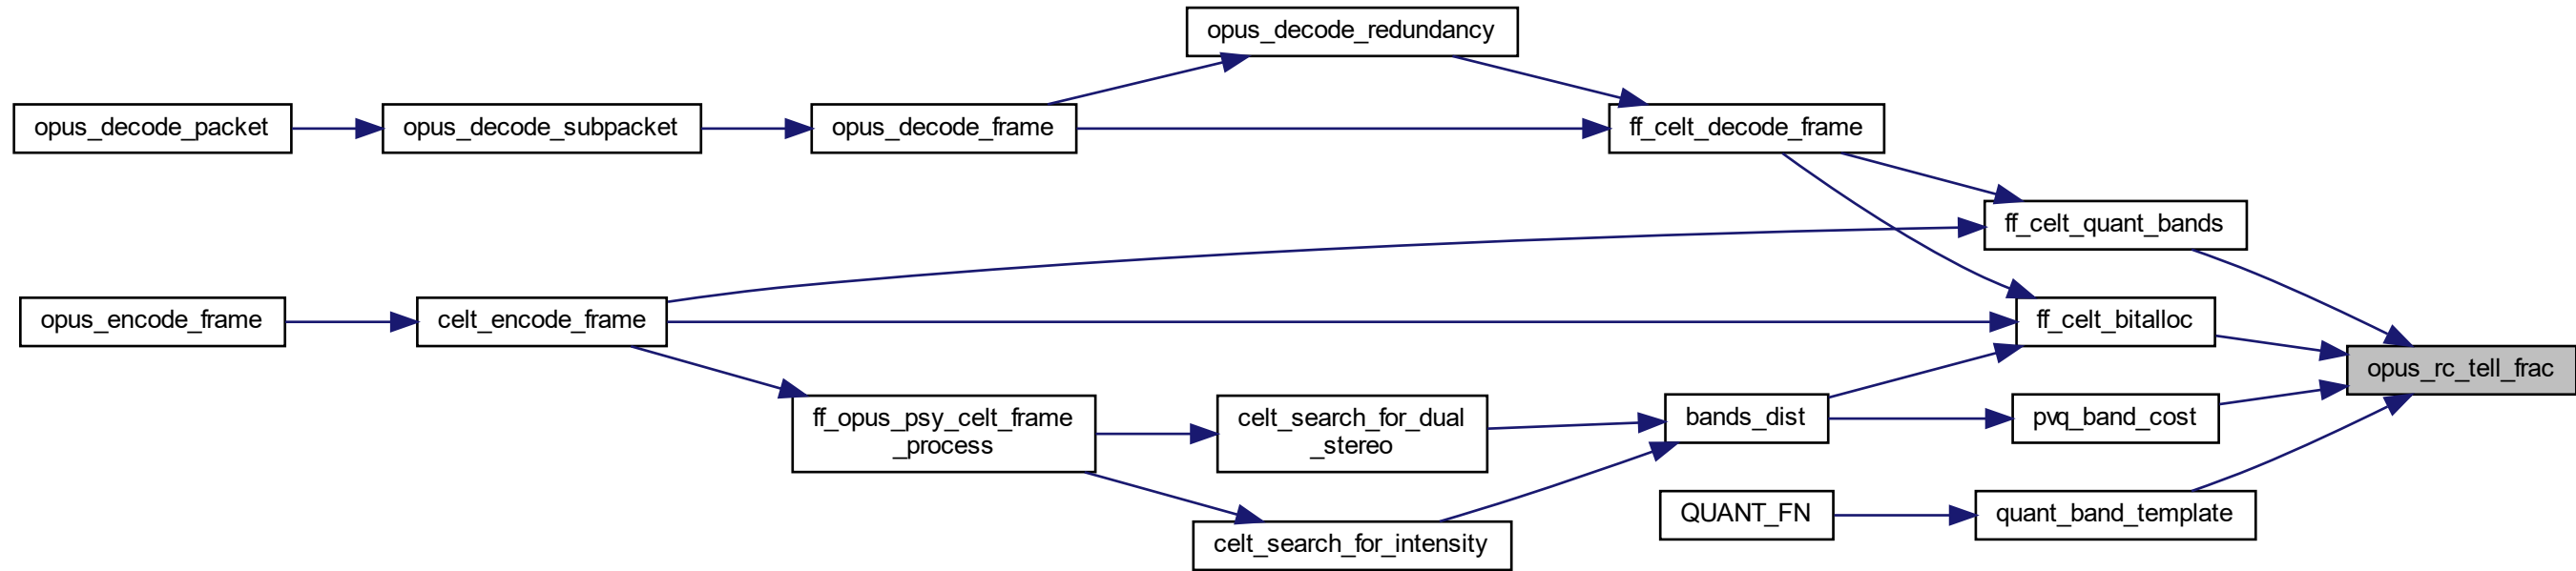 opus_decode_redundancy
opus_decode_packet
opus_decode_subpacket
opus_decode_frame
ff_celt_decode_frame
ff_celt_quant_bands
opus_encode_frame
celt_encode_frame
ff_celt_bitalloc
opus_rc_tell_frac
ff_opus_psy_celt_frame
_process
celt_search_for_dual
_stereo
bands_dist
pvq_band_cost
QUANT_FN
quant_band_template
celt_search_for_intensity